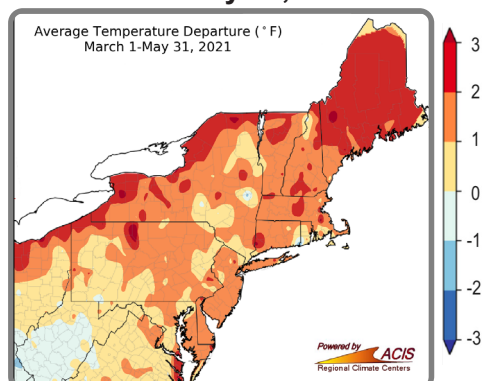 Average Temperature Departure (°F)
March 1-May 31, 2021
3
2
1
0
-1
-2
-3
Powered by
ACIS
Regional Climate Centers